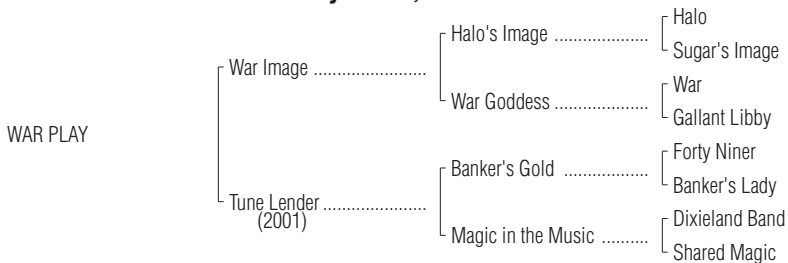 Halo
Halo's Image ....................
Sugar's Image
War Image ........................
War
War Goddess ....................
Gallant Libby
WAR PLAY
Forty Niner
Banker's Gold ..................
Banker's Lady
Tune Lender ......................
(2001)
Dixieland Band
Magic in the Music ..........
Shared Magic